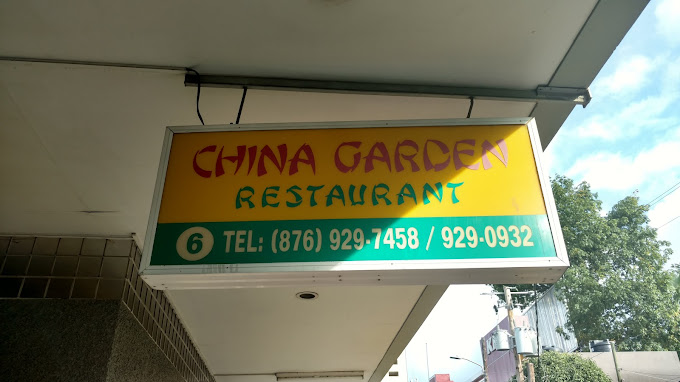 CHINA GARDEN
RESTAURANT
6 TEL: (876) 929-7458 / 929-0932